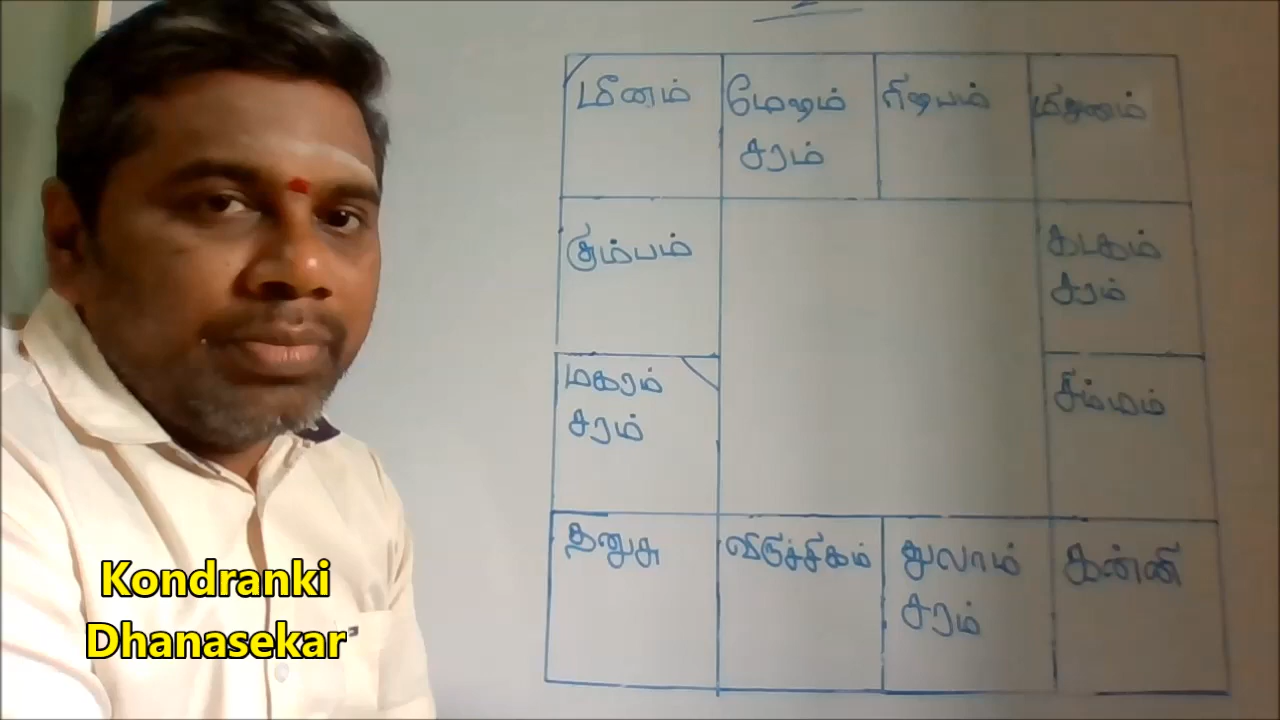 மீனம்
மேஷம்
சரம்
ரிஷபம்
மிதுனம்
கும்பம்
கடகம்
சரம்
மகரம்
சரம்
சிம்மம்
தனுசு
விருச்சிகம்
துலாம்
சரம்
கன்னி
Kondranki
Dhanasekar